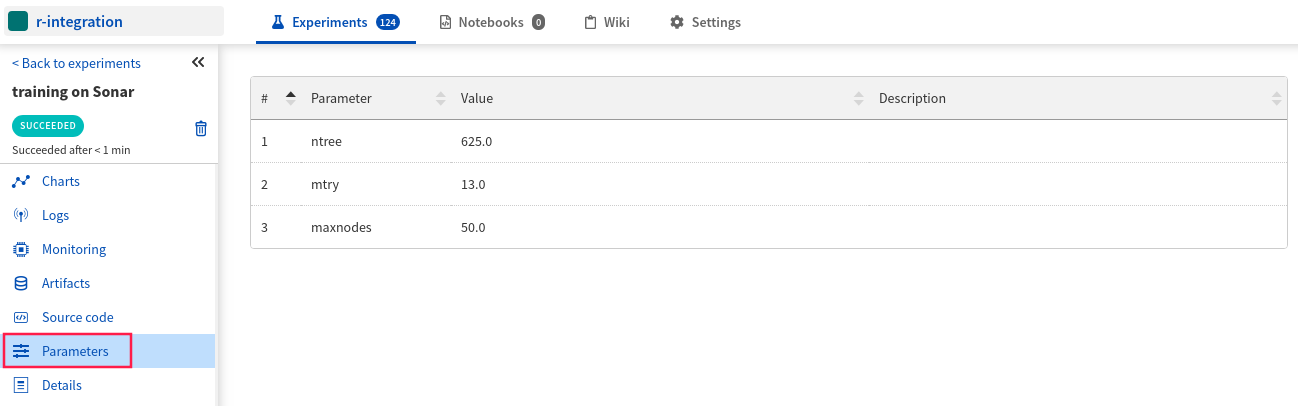 r-integration
Experiments 124 Notebooks 0 Wiki Settings
< Back to experiments
training on Sonar
SUCCEEDED
Succeeded after < 1 min
Charts
Logs
Monitoring
Artifacts
Source code
Parameters
Details
# Parameter Value Description
1 ntree 625.0
2 mtry 13.0
3 maxnodes 50.0